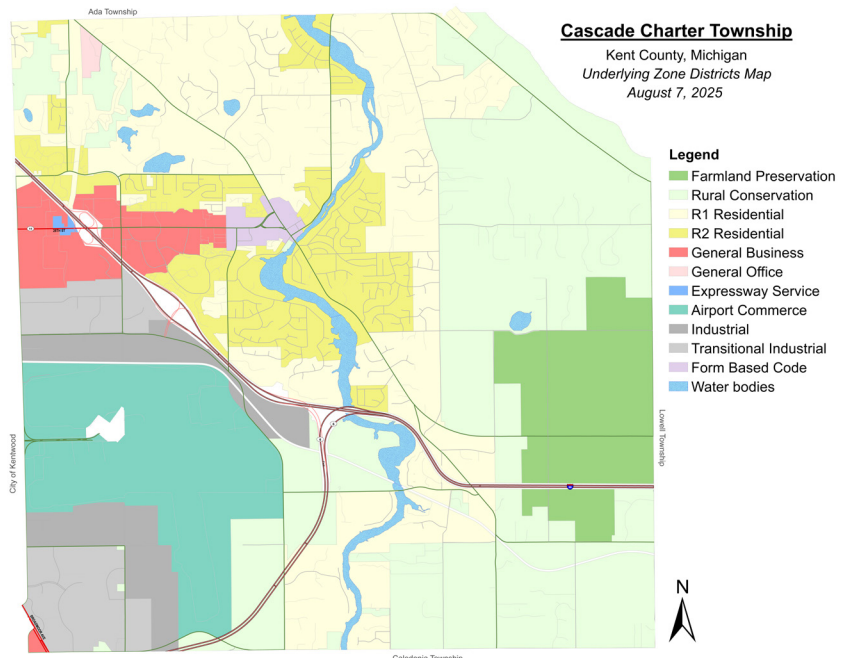 Ada Township
Cascade Charter Township
Kent County, Michigan
Underlying Zone Districts Map
August 7, 2025
Legend
Farmland Preservation
Rural Conservation
R1 Residential
R2 Residential
General Business
General Office
Expressway Service
Airport Commerce
Industrial
Transitional Industrial
Form Based Code
Water bodies
City of Kentwood
Lowell Township
N
Caledonia Township